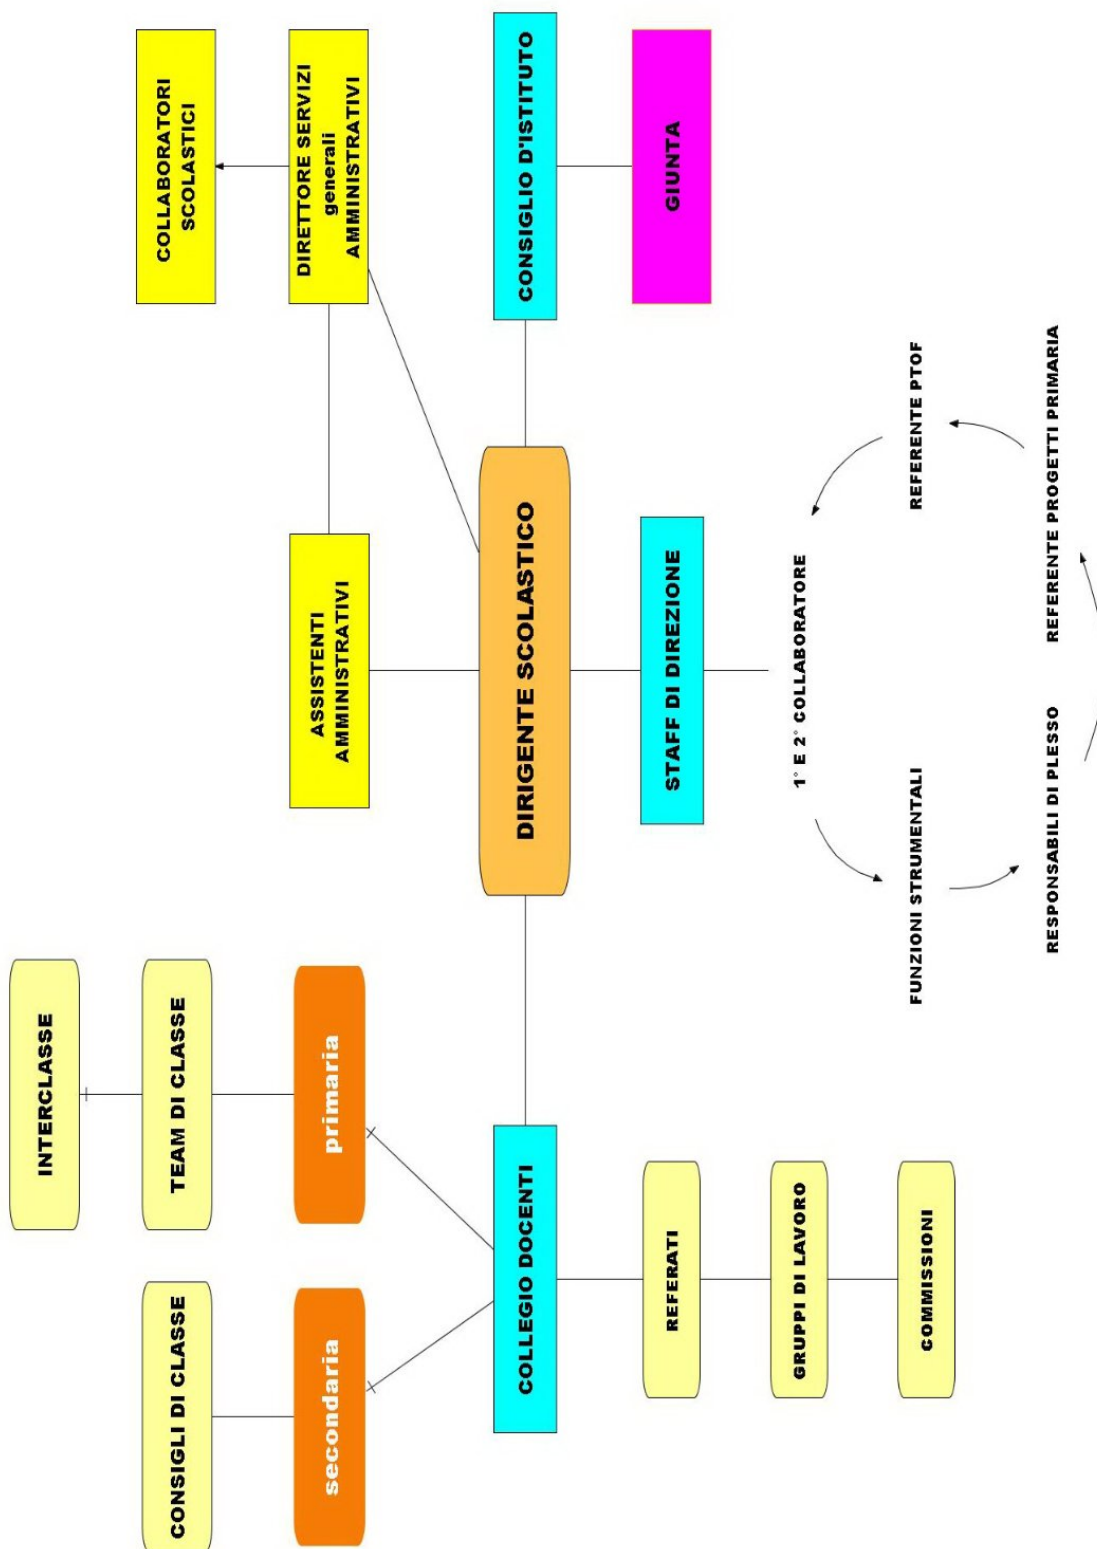 INTERCLASSE
CONSIGLI DI CLASSE
TEAM DI CLASSE
COLLABORATORI
SCOLASTICI
secondaria
primaria
ASSISTENTI
AMMINISTRATIVI
DIRETTORE SERVIZI
generali
AMMINISTRATIVI
COLLEGIO DOCENTI
DIRIGENTE SCOLASTICO
CONSIGLIO D'ISTITUTO
REFERATI
STAFF DI DIREZIONE
GIUNTA
GRUPPI DI LAVORO
1° E 2° COLLABORATORE
COMMISSIONI
FUNZIONI STRUMENTALI
REFERENTE PTOF
RESPONSABILI DI PLESSO
REFERENTE PROGETTI PRIMARIA